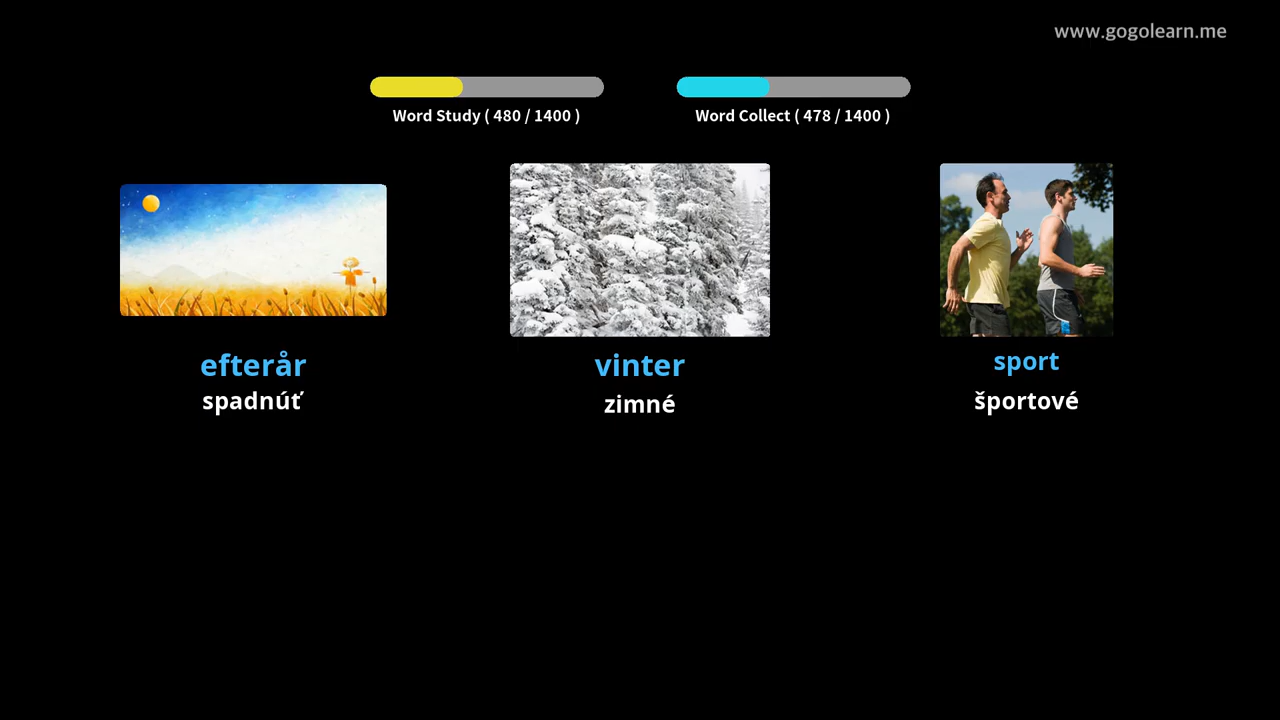 www.gogolearn.me
Word Study ( 480 / 1400 )
Word Collect ( 478 / 1400 )
efterår
vinter
sport
spadnúť
zimné
športové